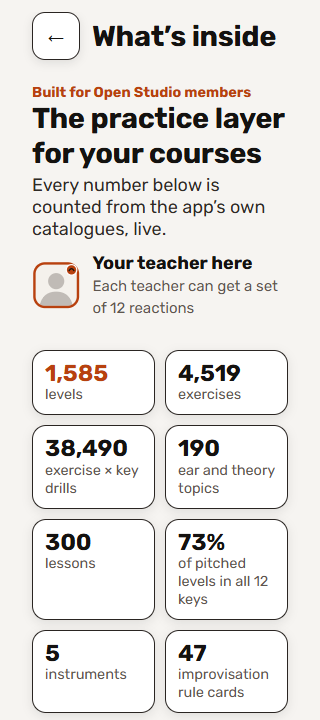 ← What’s inside
Built for Open Studio members
The practice layer
for your courses
Every number below is
counted from the app’s own
catalogues, live.
Your teacher here
Each teacher can get a set
of 12 reactions
1,585
levels
4,519
exercises
38,490
exercise × key
drills
190
ear and theory
topics
300
lessons
73%
of pitched
levels in all 12
keys
5
instruments
47
improvisation
rule cards